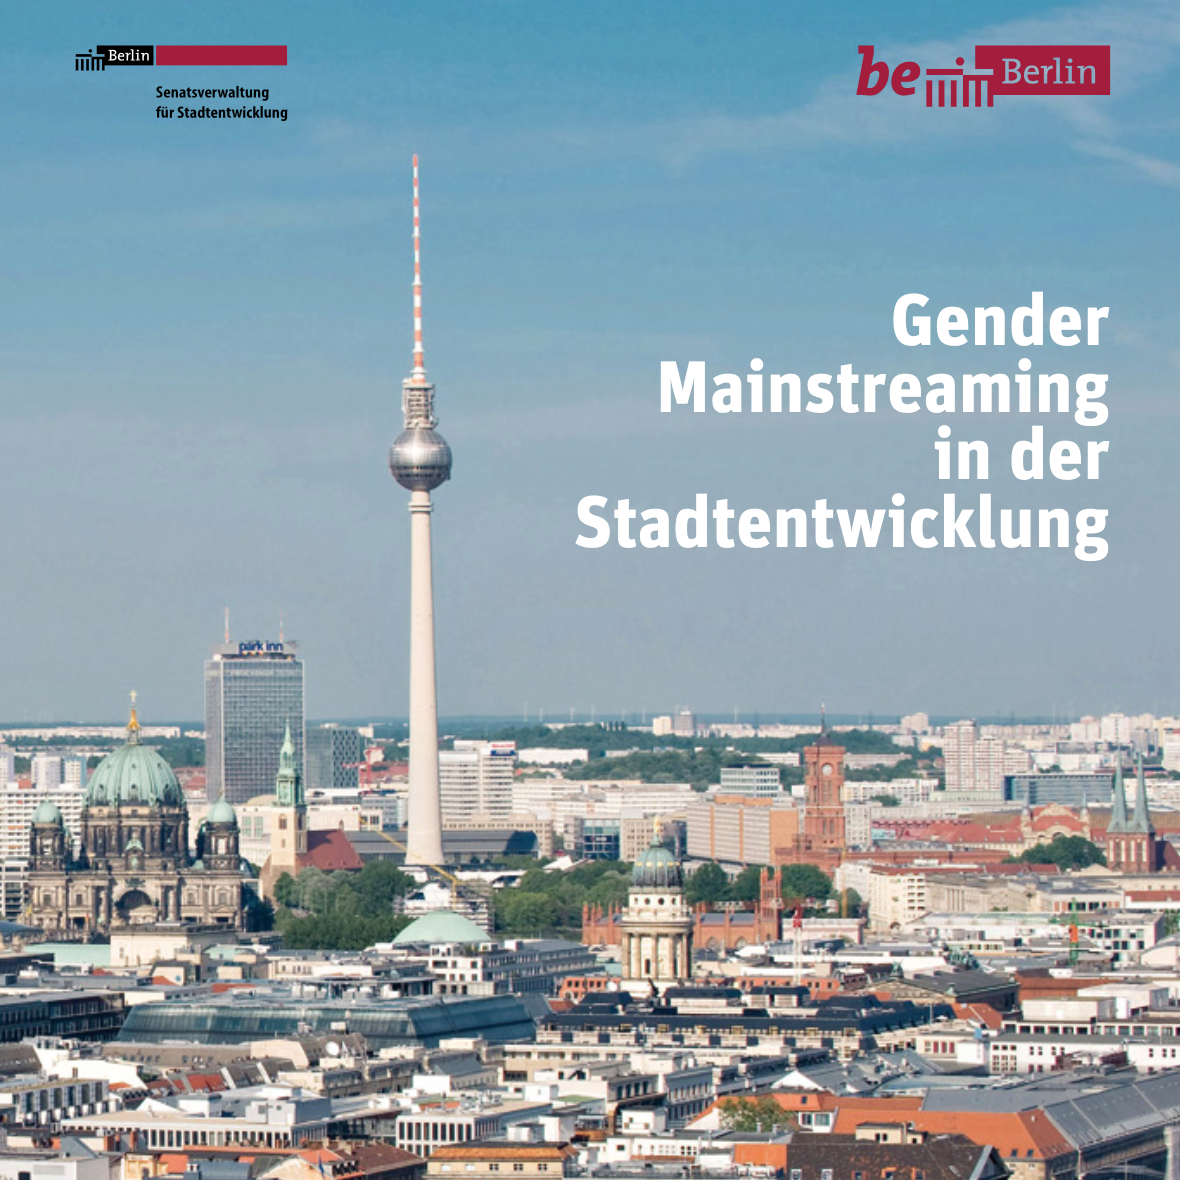 Berlin
Senatsverwaltung
für Stadtentwicklung
be Berlin
Gender
Mainstreaming
in der
Stadtentwicklung
park inn